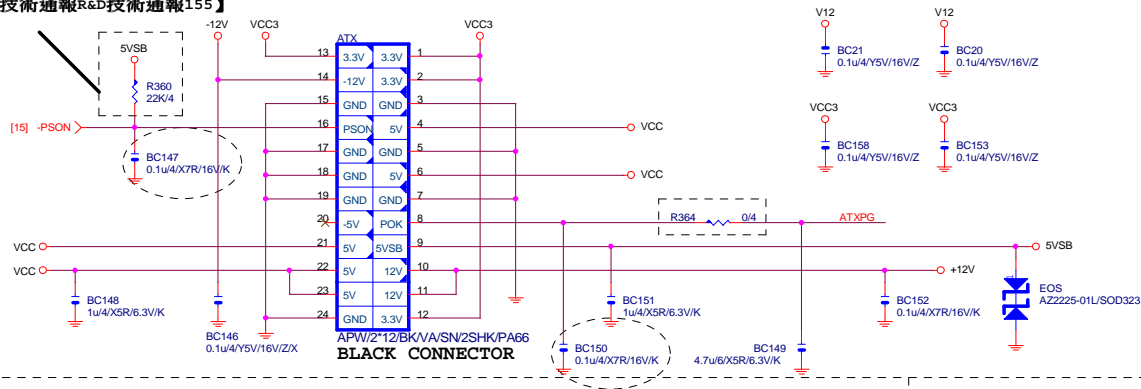 技術通報R&D技術通報155】
-12V
VCC3
VCC3
V12
V12
5VSB
R360
22K/4
[15] -PSON
BC147
0.1u/4/X7R/16V/K
ATX
13 3.3V 3.3V 1
14 -12V 3.3V 2
15 GND GND 3
16 PSON 5V 4
17 GND GND 5
18 GND 5V 6
19 GND GND 7
20 -5V POK 8
21 5V 5VSB 9
22 5V 12V 10
23 5V 12V 11
24 GND 3.3V 12
APW/2*12/BK/VA/SN/2SHK/PA66
BLACK CONNECTOR
VCC
VCC
VCC
VCC
BC148
1u/4/X5R/6.3V/K
BC146
0.1u/4/Y5V/16V/Z/X
BC21
0.1u/4/Y5V/16V/Z
BC20
0.1u/4/Y5V/16V/Z
VCC3
VCC3
BC158
0.1u/4/Y5V/16V/Z
BC153
0.1u/4/Y5V/16V/Z
R364 0/4
ATXPG
5VSB
+12V
BC151
1u/4/X5R/6.3V/K
BC152
0.1u/4/X7R/16V/K
EOS
AZ2225-01L/SOD323
BC150
0.1u/4/X7R/16V/K
BC149
4.7u/6/X5R/6.3V/K